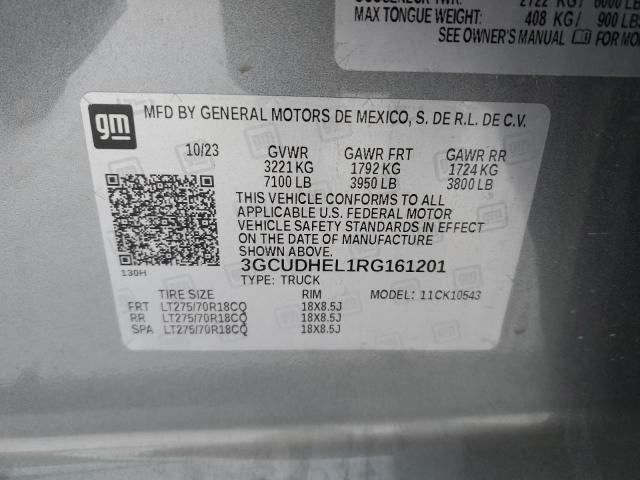 2722 KG / 6000 LB
MAX TONGUE WEIGHT: 408 KG / 900 LB
SEE OWNER'S MANUAL FOR MO
gm
MFD BY GENERAL MOTORS DE MEXICO, S. DE R.L. DE C.V.
10/23 GVWR GAWR FRT GAWR RR
3221 KG 1792 KG 1724 KG
7100 LB 3950 LB 3800 LB
THIS VEHICLE CONFORMS TO ALL
APPLICABLE U.S. FEDERAL MOTOR
VEHICLE SAFETY STANDARDS IN EFFECT
ON THE DATE OF MANUFACTURE
SHOWN ABOVE.
130H
3GCUDHEL1RG161201
TYPE: TRUCK
TIRE SIZE RIM MODEL: 11CK10543
FRT LT275/70R18CQ 18X8.5J
RR LT275/70R18CQ 18X8.5J
SPA LT275/70R18CQ 18X8.5J